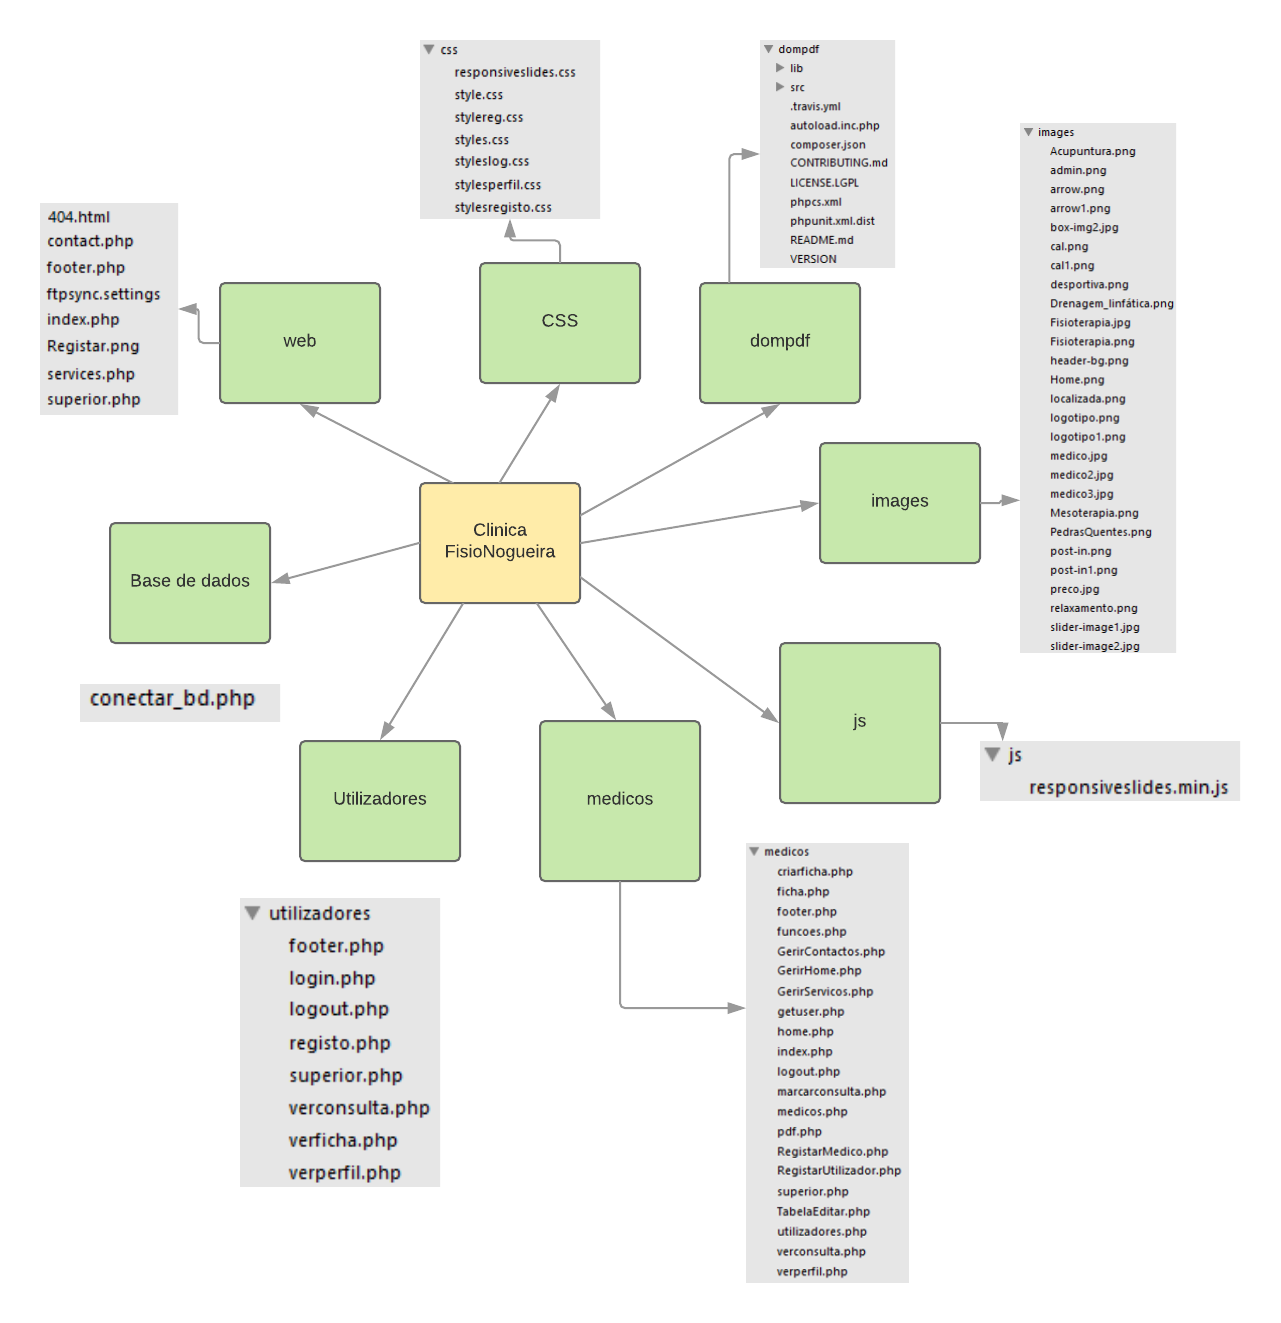 css
responsiveslides.css
style.css
stylereg.css
styles.css
styleslog.css
stylesperfil.css
stylesregisto.css
dompdf
lib
src
.travis.yml
autoload.inc.php
composer.json
CONTRIBUTING.md
LICENSE.LGPL
phpcs.xml
phpunit.xml.dist
README.md
VERSION
images
Acupuntura.png
admin.png
arrow.png
arrow1.png
box-img2.jpg
cal.png
cal1.png
desportiva.png
Drenagem_linfática.png
Fisioterapia.jpg
Fisioterapia.png
header-bg.png
Home.png
localizada.png
logotipo.png
logotipo1.png
medico.jpg
medico2.jpg
medico3.jpg
Mesoterapia.png
PedrasQuentes.png
post-in.png
post-in1.png
preco.jpg
relaxamento.png
slider-image1.jpg
slider-image2.jpg
404.html
contact.php
footer.php
ftpsync.settings
index.php
Registar.png
services.php
superior.php
web
CSS
dompdf
images
Clinica
FisioNogueira
Base de dados
conectar_bd.php
js
js
responsiveslides.min.js
Utilizadores
medicos
utilizadores
footer.php
login.php
logout.php
registo.php
superior.php
verconsulta.php
verficha.php
verperfil.php
medicos
criarficha.php
ficha.php
footer.php
funcoes.php
GerirContactos.php
GerirHome.php
GerirServicos.php
getuser.php
home.php
index.php
logout.php
marcarconsulta.php
medicos.php
pdf.php
RegistarMedico.php
RegistarUtilizador.php
superior.php
TabelaEditar.php
utilizadores.php
verconsulta.php
verperfil.php